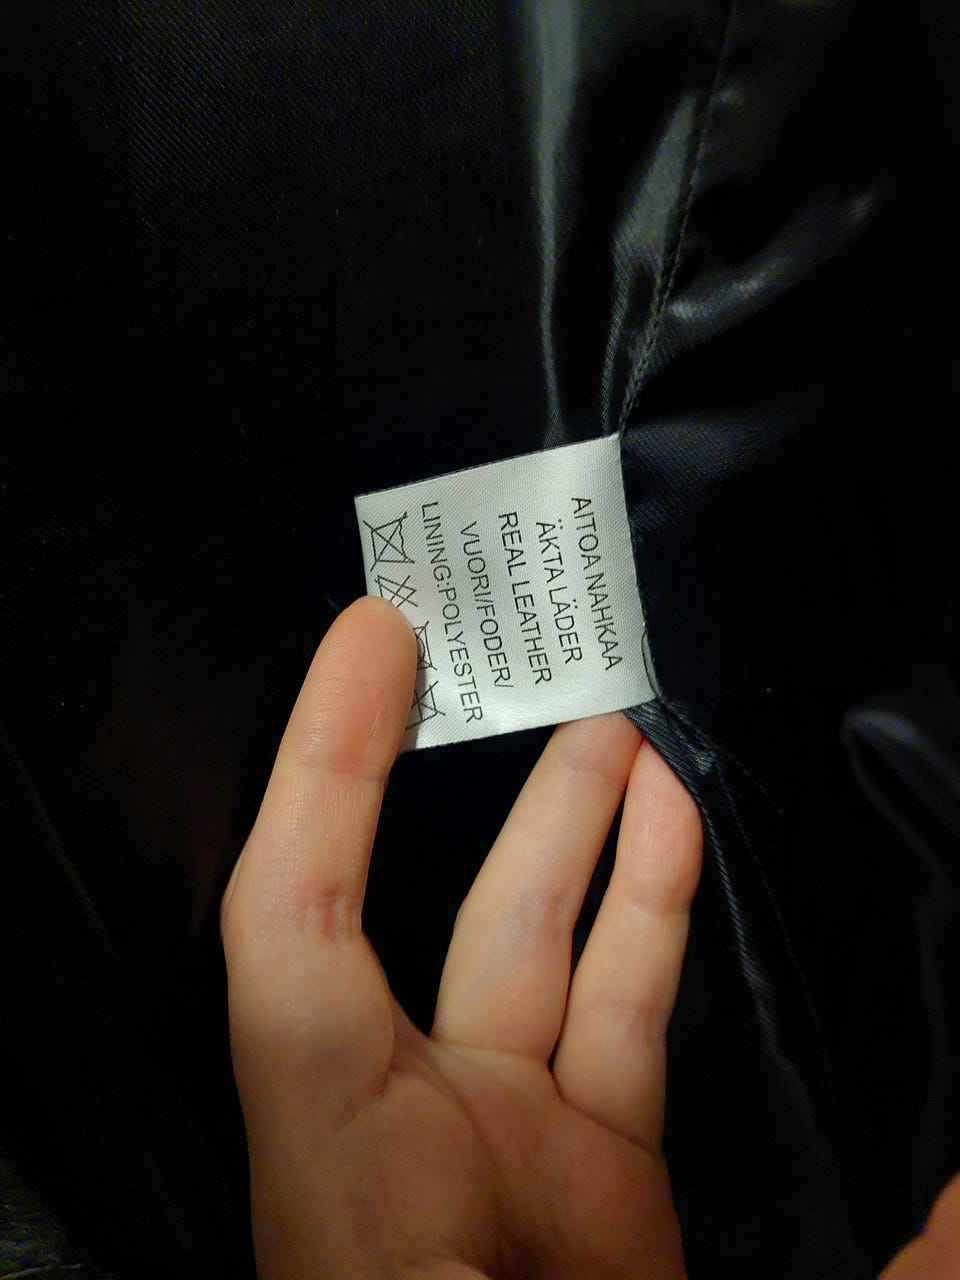 AITOA NAHKAA
ÄKTA LÄDER
REAL LEATHER
VUORI/FODER/
LINING:POLYESTER